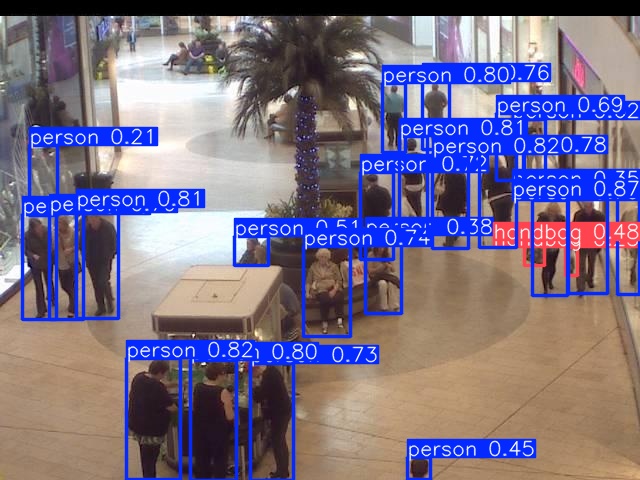 person 0.80
0.76
person 0.69
person 0.81
person 0.82
0.78
person 0.21
person 0.72
0.35
person 0.87
person 0.81
person 0.51
person 0.38
handbag 0.48
person 0.74
person 0.82
0.80
0.73
person 0.45